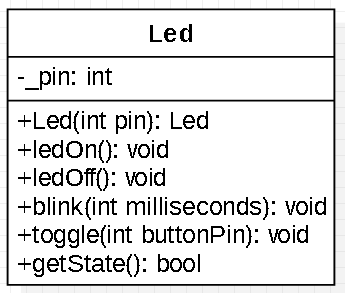 Led
-_pin: int
+Led(int pin): Led
+ledOn(): void
+ledOff(): void
+blink(int milliseconds): void
+toggle(int buttonPin): void
+getState(): bool